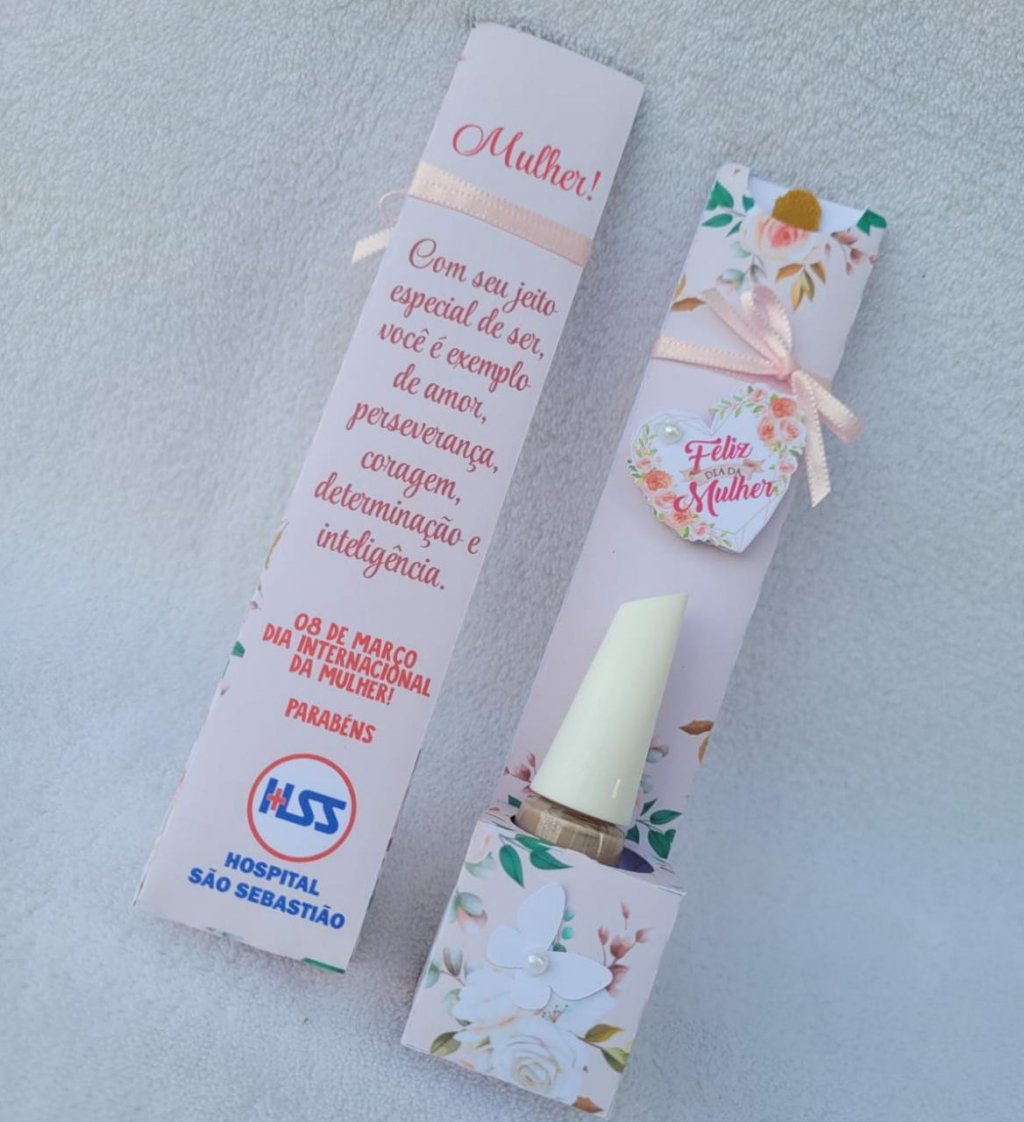 Mulher!
Com seu jeito
especial de ser,
você é exemplo
de amor,
perseverança,
coragem,
determinação e
inteligência.
08 DE MARÇO
DIA INTERNACIONAL
DA MULHER!
PARABÉNS
HSS
HOSPITAL
SÃO SEBASTIÃO
Feliz
DIA DA
Mulher